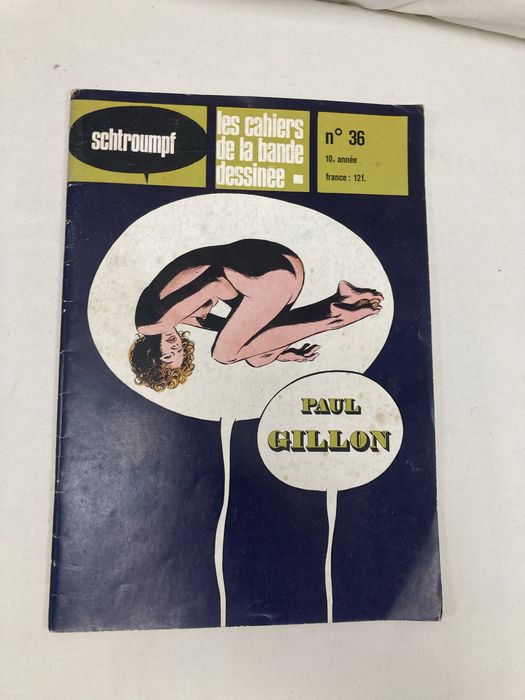 schtroumpf
les cahiers
de la bande
dessinée
n° 36
10. année
france: 12f.
PAUL
GILLON